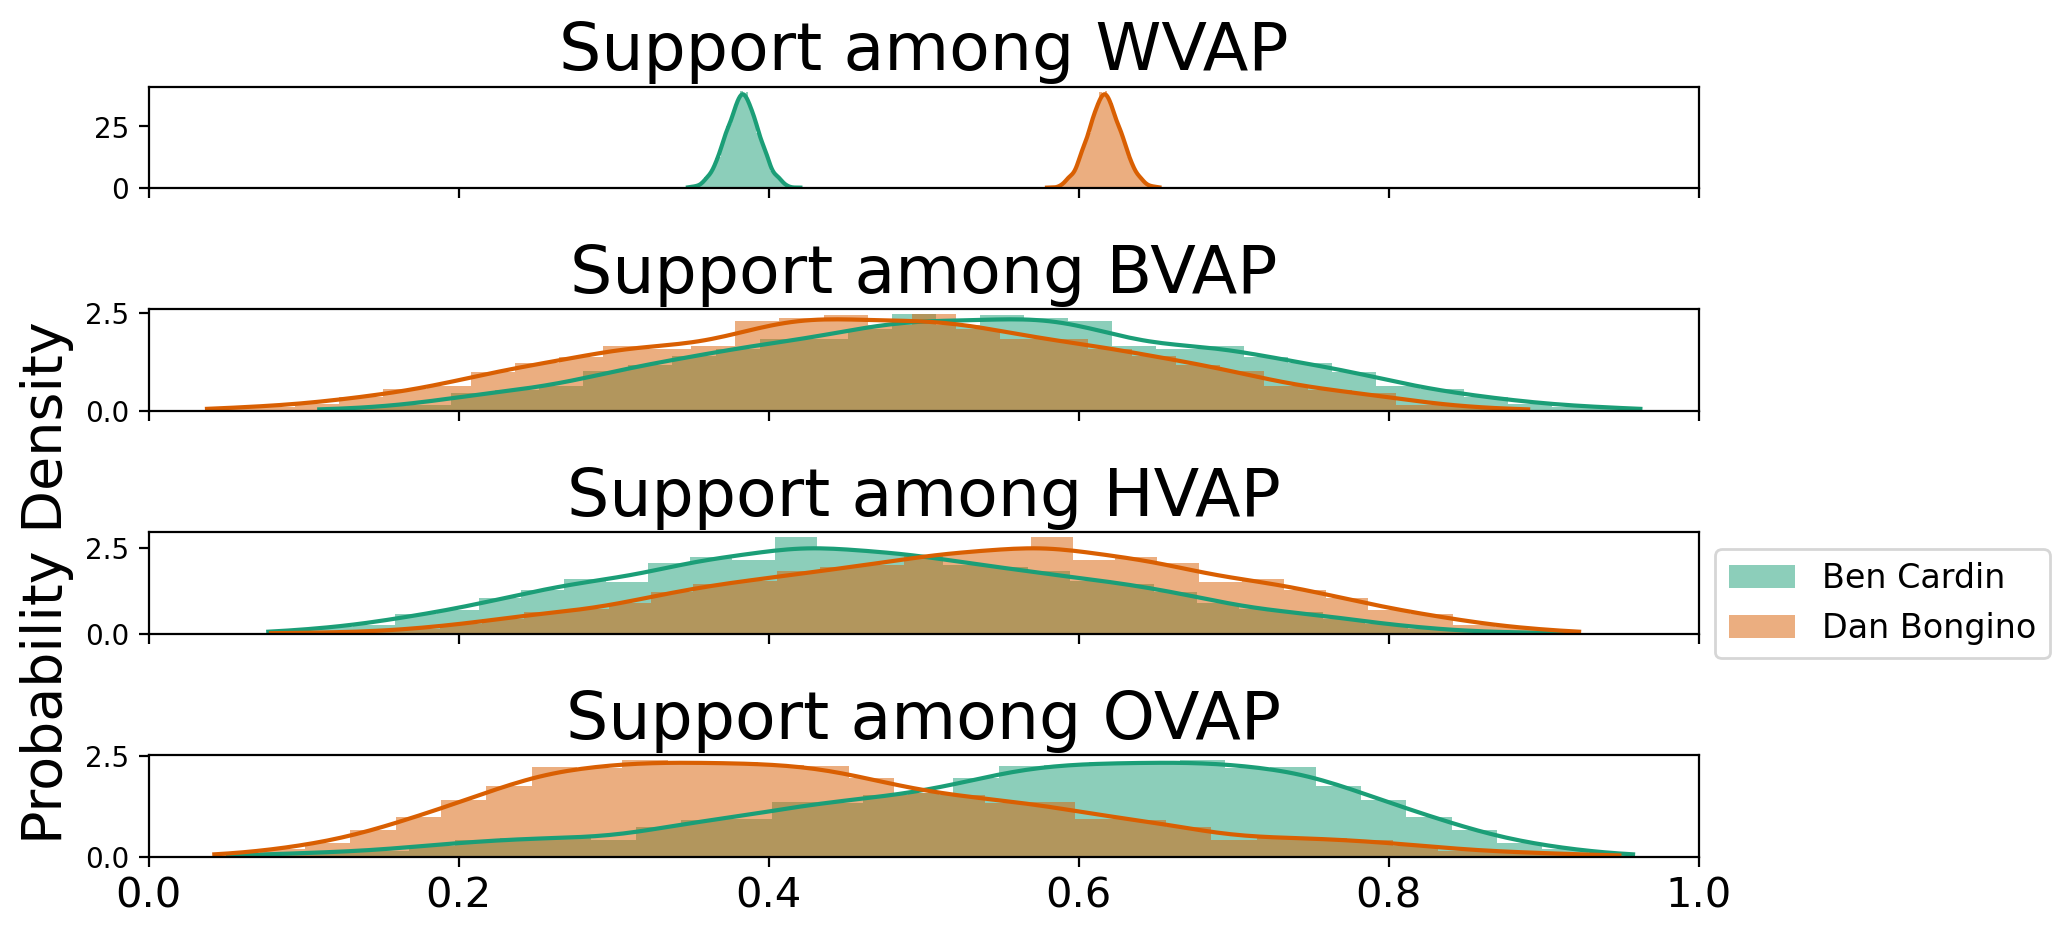 Support among WVAP
25
0
Support among BVAP
2.5
0.0
Support among HVAP
2.5
0.0
Support among OVAP
2.5
0.0
0.0 0.2 0.4 0.6 0.8 1.0
Probability Density
Ben Cardin
Dan Bongino